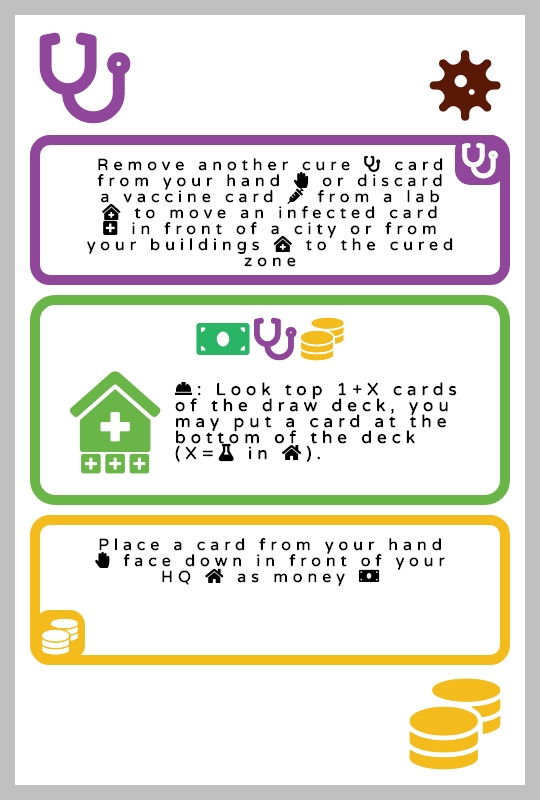 Remove another cure card
from your hand or discard
a vaccine card from a lab
to move an infected card
in front of a city or from
your buildings to the cured
zone
: Look top 1+X cards
of the draw deck, you
may put a card at the
bottom of the deck
(X= in ).
Place a card from your hand
face down in front of your
HQ as money